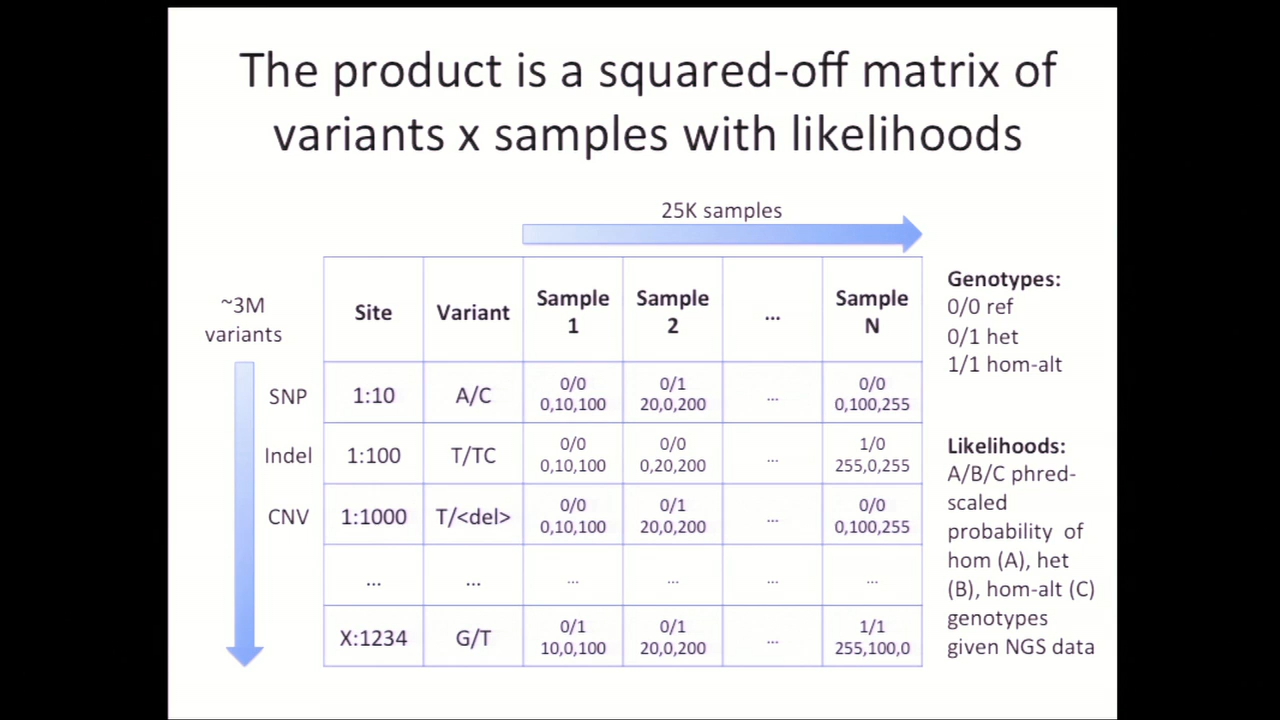 The product is a squared-off matrix of
variants x samples with likelihoods
25K samples
~3M
variants
Site Variant Sample 1 Sample 2 ... Sample N
SNP 1:10 A/C 0/0 0,10,100 0/1 20,0,200 ... 0/0 0,100,255
Indel 1:100 T/TC 0/0 0,10,100 0/0 0,20,200 ... 1/0 255,0,255
CNV 1:1000 T/<del> 0/0 0,10,100 0/1 20,0,200 ... 0/0 0,100,255
... ... ... ... ... ...
X:1234 G/T 0/1 10,0,100 0/1 20,0,200 ... 1/1 255,100,0
Genotypes:
0/0 ref
0/1 het
1/1 hom-alt
Likelihoods:
A/B/C phred-
scaled
probability of
hom (A), het
(B), hom-alt (C)
genotypes
given NGS data